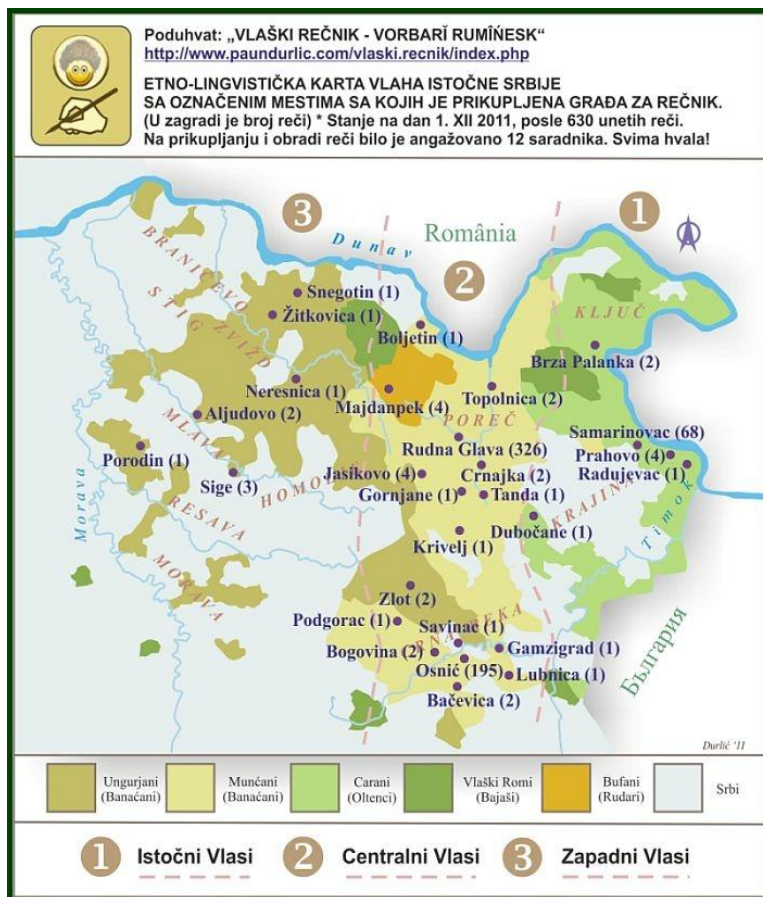 Poduhvat: „VLAŠKI REČNIK - VORBARĬ RUMÎŃESK“
http://www.paundurlic.com/vlaski.recnik/index.php
ETNO-LINGVISTIČKA KARTA VLAHA ISTOČNE SRBIJE
SA OZNAČENIM MESTIMA SA KOJIH JE PRIKUPLJENA GRAĐA ZA REČNIK.
(U zagradi je broj reči) * Stanje na dan 1. XII 2011, posle 630 unetih reči.
Na prikupljanju i obradi reči bilo je angažovano 12 saradnika. Svima hvala!
3
1
Dunav
România
2
BRANIČEVO
STIG
ZVIŽD
Snegotin (1)
Žitkovica (1)
Boljetin (1)
KLJUČ
Brza Palanka (2)
Neresnica (1)
Majdanpek (4)
Topolnica (2)
Aljudovo (2)
MLAVA
POREČ
Samarinovac (68)
Porodin (1)
Rudna Glava (326)
Prahovo (4)
Radujevac (1)
Sige (3)
HOMOLJE
Jasikovo (4)
Crnajka (2)
Gornjane (1)
Tanda (1)
KRAJINA
Morava
RESAVA
Dubočane (1)
Timok
Krivelj (1)
MORAVA
Zlot (2)
Podgorac (1)
Savinac (1)
CRNA REKA
Bogovina (2)
Gamzigrad (1)
Osnić (195)
Lubnica (1)
Bačevica (2)
България
Durlić '11
Ungurjani (Banaćani)
Munćani (Banaćani)
Carani (Oltenci)
Vlaški Romi (Bajaši)
Bufani (Rudari)
Srbi
1 Istočni Vlasi
2 Centralni Vlasi
3 Zapadni Vlasi